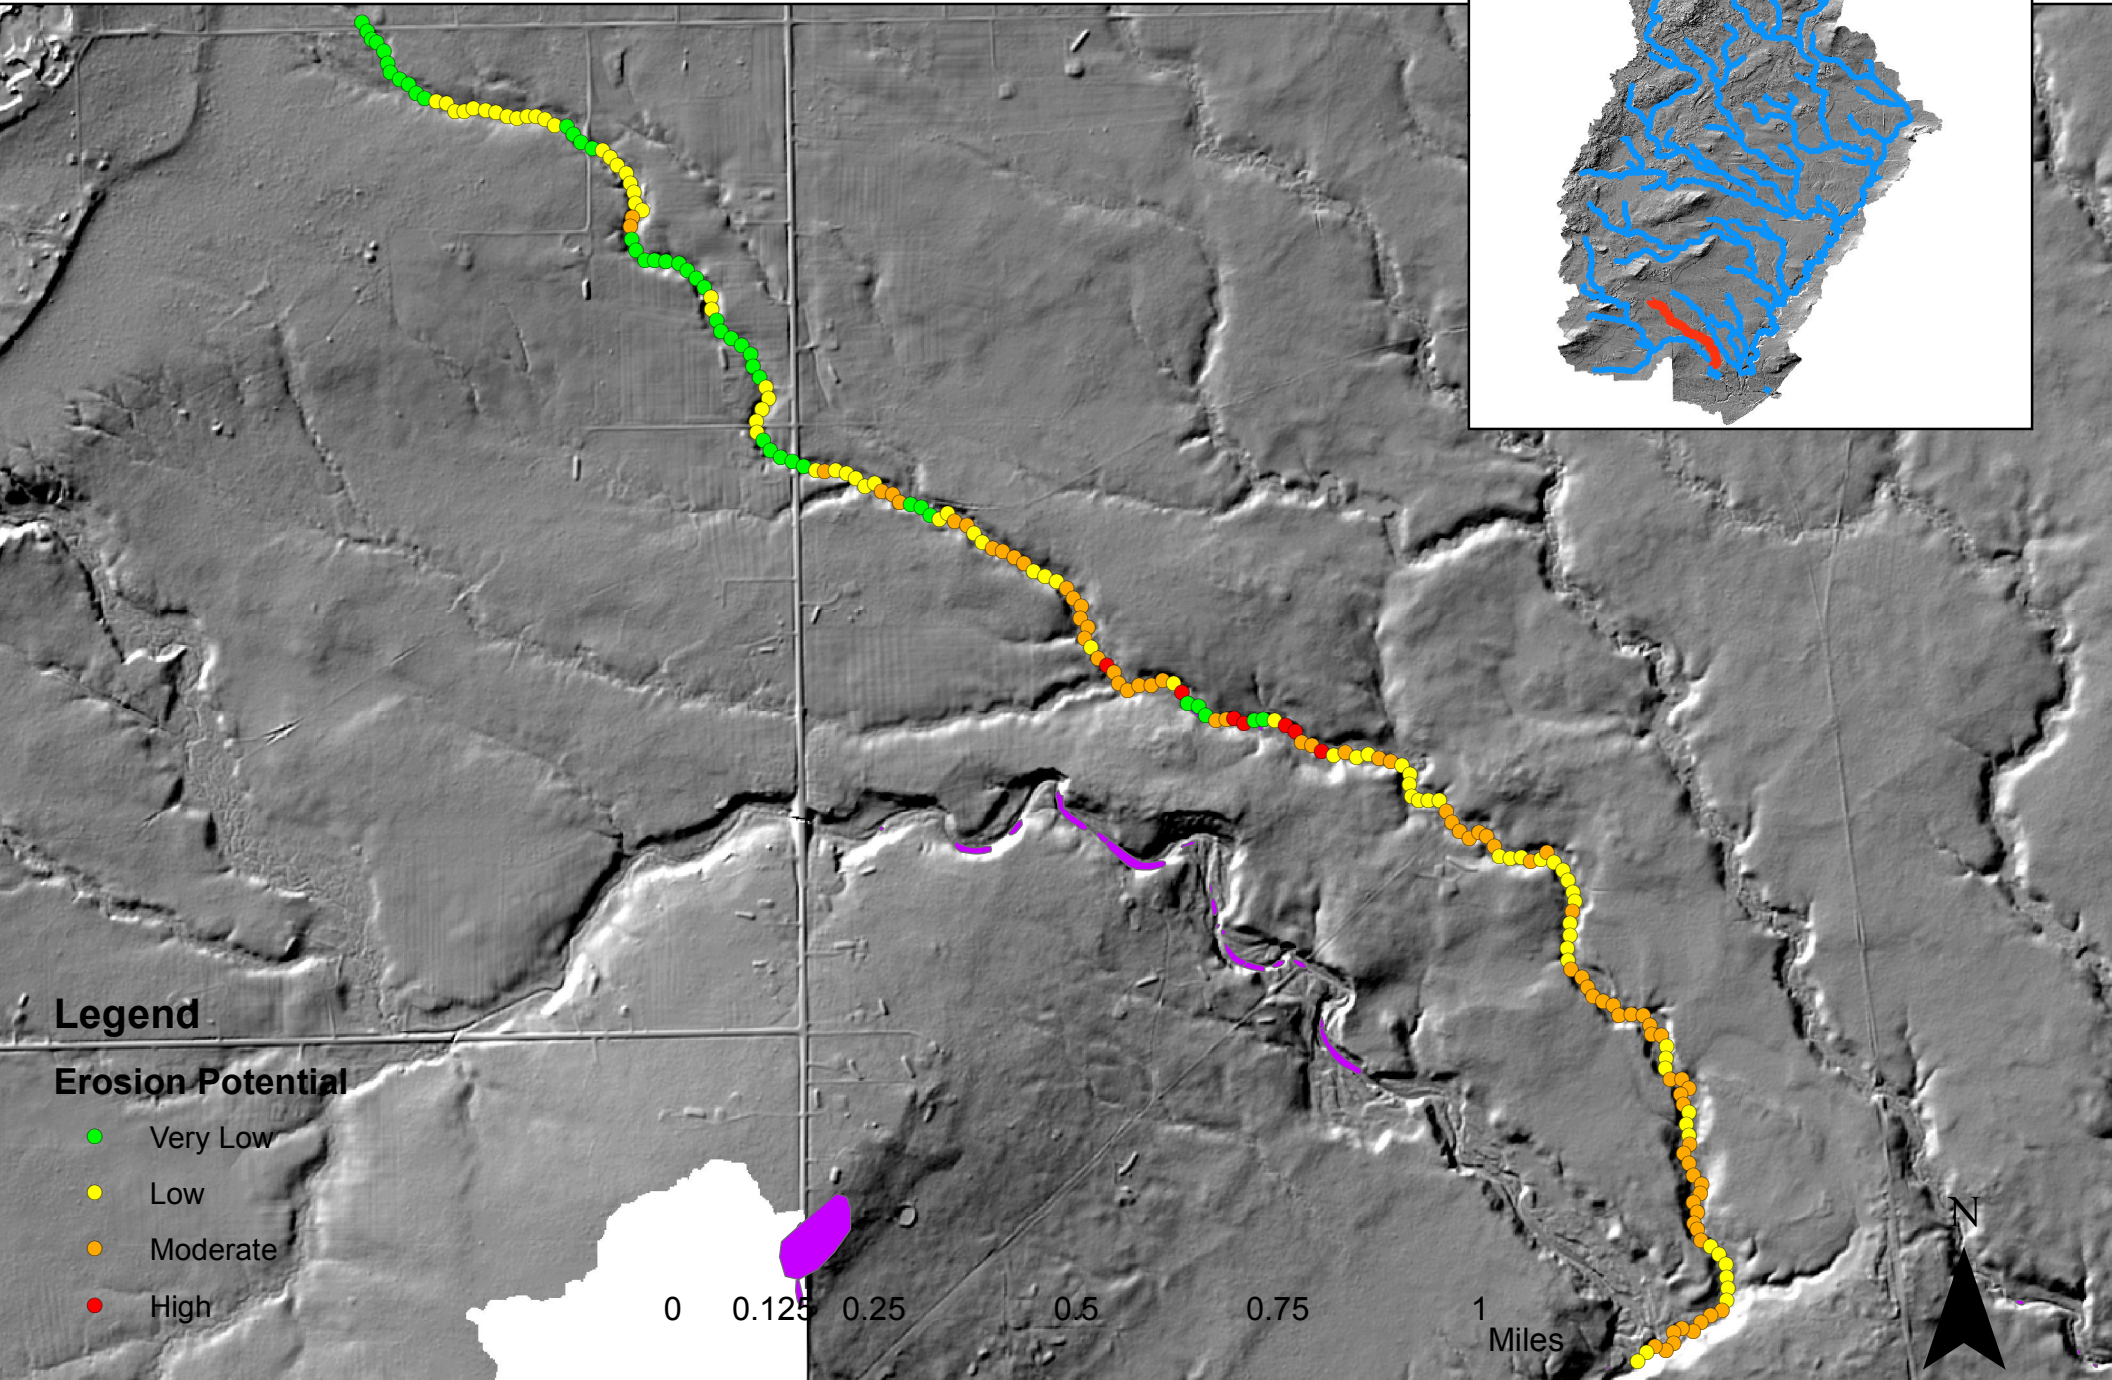 Legend
Erosion Potential
Very Low
Low
Moderate
High
0 0.125 0.25 0.5 0.75 1
Miles
N